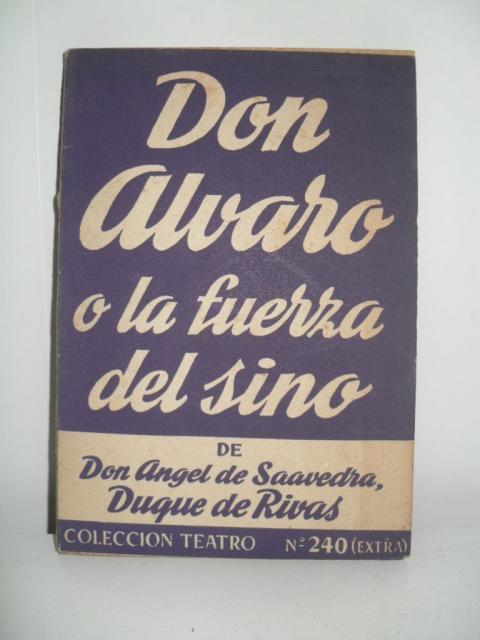 Don
Alvaro
o la fuerza
del sino
DE
Don Angel de Saavedra,
Duque de Rivas
COLECCION TEATRO Nº 240 (EXTRA)